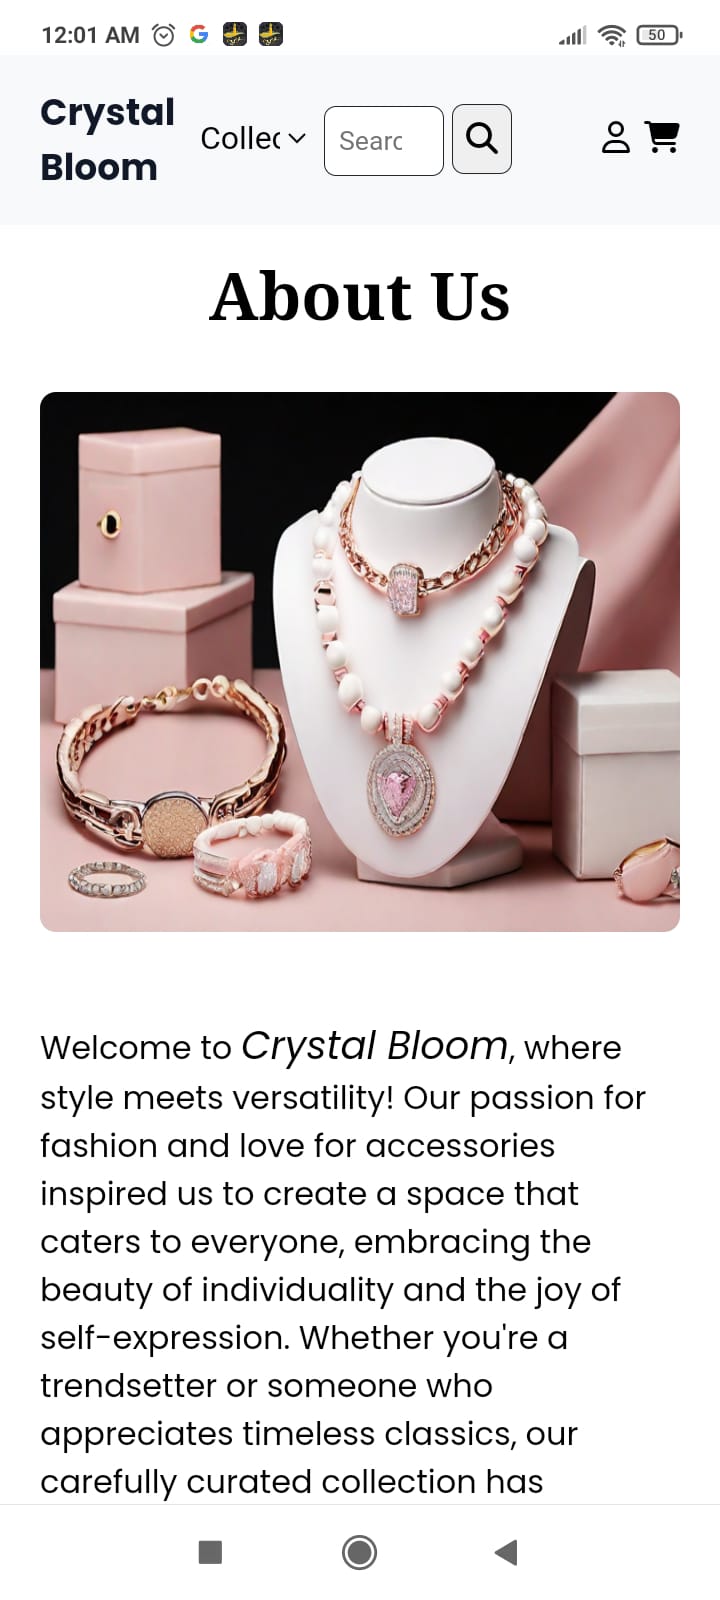 12:01 AM
50
Crystal
Bloom
Collec
Searc
About Us
Welcome to Crystal Bloom, where
style meets versatility! Our passion for
fashion and love for accessories
inspired us to create a space that
caters to everyone, embracing the
beauty of individuality and the joy of
self-expression. Whether you're a
trendsetter or someone who
appreciates timeless classics, our
carefully curated collection has